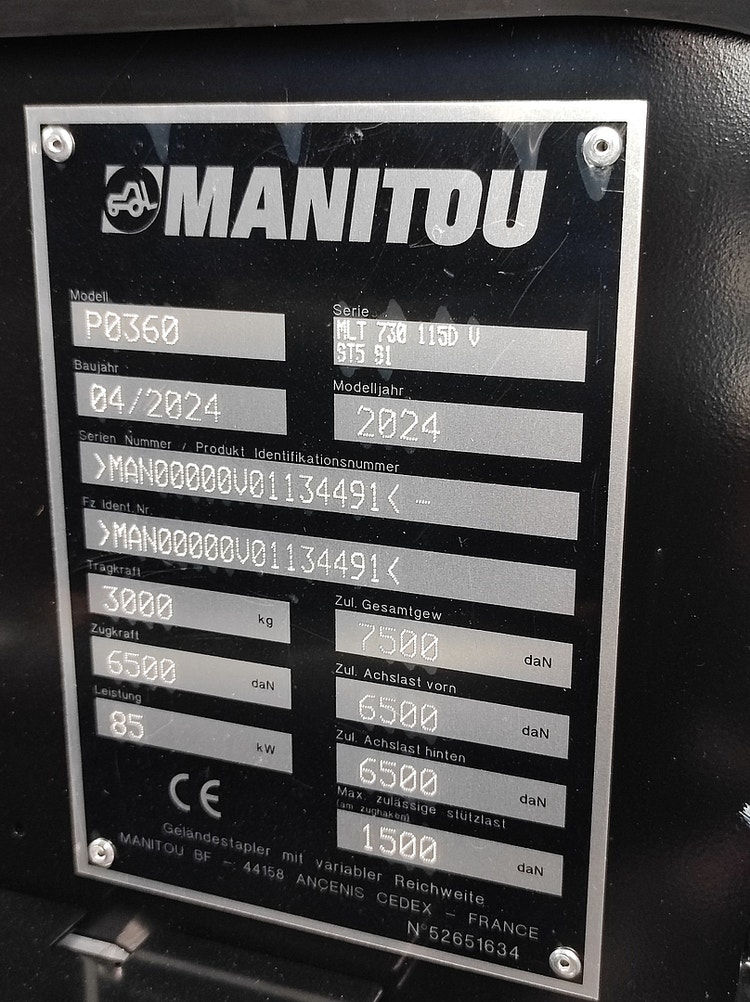 MANITOU
Modell
P0360
Serie
MLT 730 115D V
ST5 S1
Baujahr
04/2024
Modelljahr
2024
Serien Nummer / Produkt Identifikationsnummer
>MAN00000V01134491<
Fz Ident.Nr.
>MAN00000V01134491<
Tragkraft
3000 kg
Zul. Gesamtgew
7500 daN
Zugkraft
6500 daN
Zul. Achslast vorn
6500 daN
Leistung
85 kW
Zul. Achslast hinten
6500 daN
Max. zulässige stützlast
(am zughaken)
1500 daN
CE
Geländestapler mit variabler Reichweite
MANITOU BF - 44158 ANCENIS CEDEX - FRANCE
N°52651634